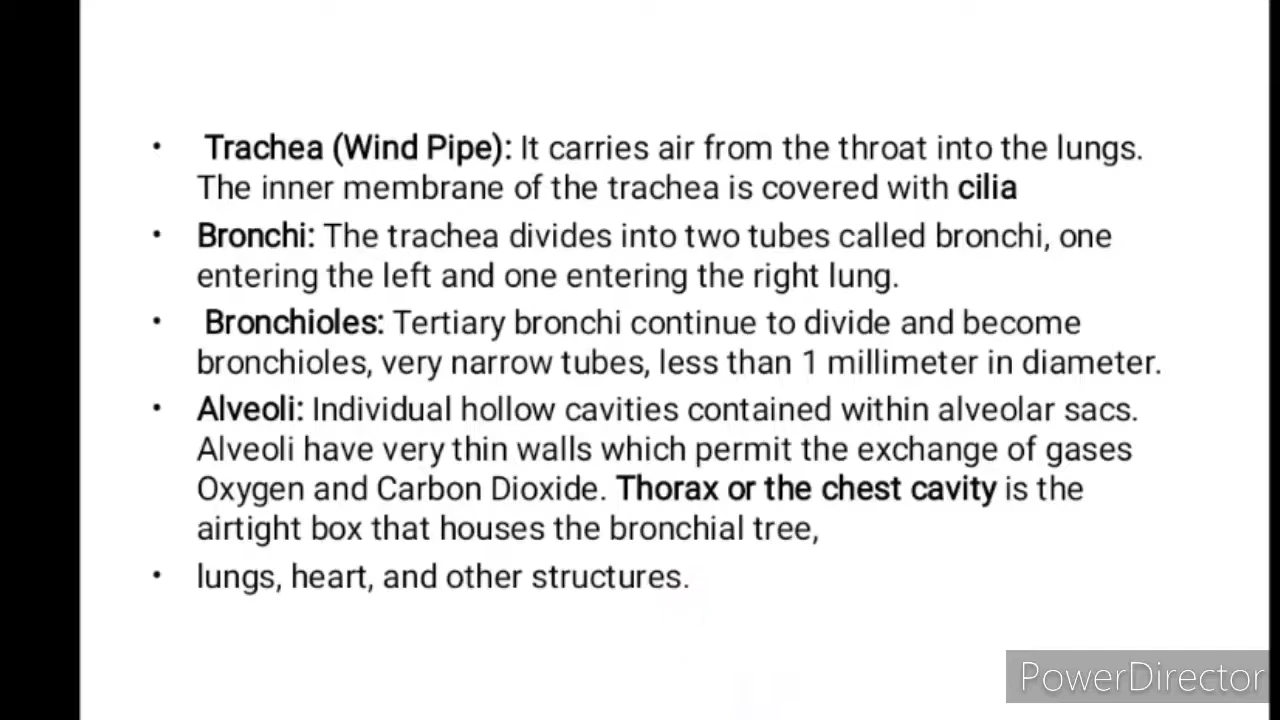 • Trachea (Wind Pipe): It carries air from the throat into the lungs.
The inner membrane of the trachea is covered with cilia
• Bronchi: The trachea divides into two tubes called bronchi, one
entering the left and one entering the right lung.
• Bronchioles: Tertiary bronchi continue to divide and become
bronchioles, very narrow tubes, less than 1 millimeter in diameter.
• Alveoli: Individual hollow cavities contained within alveolar sacs.
Alveoli have very thin walls which permit the exchange of gases
Oxygen and Carbon Dioxide. Thorax or the chest cavity is the
airtight box that houses the bronchial tree,
• lungs, heart, and other structures.
PowerDirector